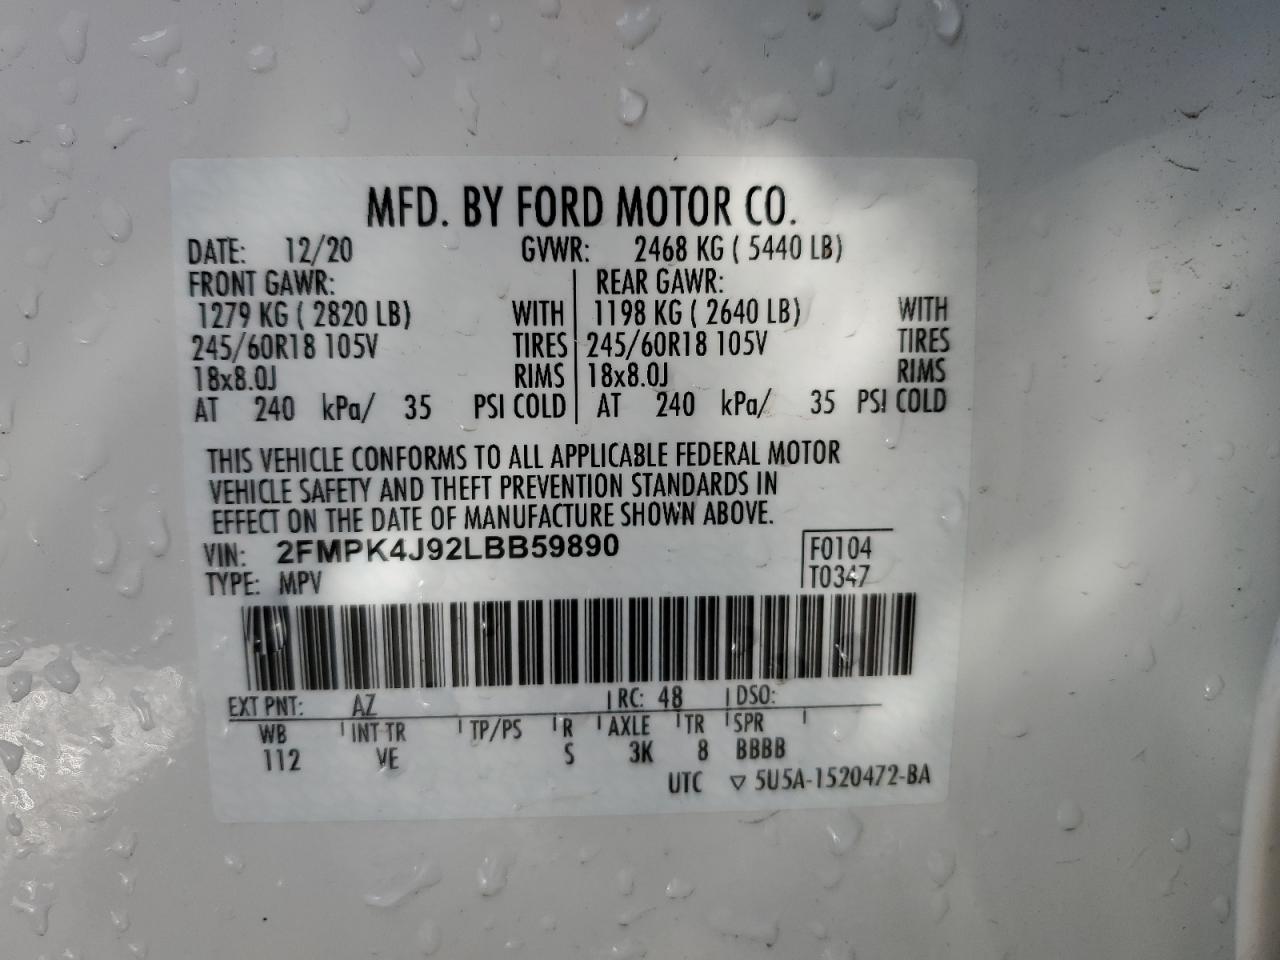 MFD. BY FORD MOTOR CO.
DATE: 12/20 GVWR: 2468 KG ( 5440 LB)
FRONT GAWR: REAR GAWR:
1279 KG ( 2820 LB) WITH 1198 KG ( 2640 LB) WITH
245/60R18 105V TIRES 245/60R18 105V TIRES
18x8.0J RIMS 18x8.0J RIMS
AT 240 kPa/ 35 PSI COLD AT 240 kPa/ 35 PSI COLD
THIS VEHICLE CONFORMS TO ALL APPLICABLE FEDERAL MOTOR
VEHICLE SAFETY AND THEFT PREVENTION STANDARDS IN
EFFECT ON THE DATE OF MANUFACTURE SHOWN ABOVE.
VIN: 2FMPK4J92LBB59890 F0104
TYPE: MPV T0347
EXT PNT: AZ RC: 48 DSO:
WB INT TR TP/PS R AXLE TR SPR
112 VE S 3K 8 BBBB
UTC ▽ 5U5A-1520472-BA